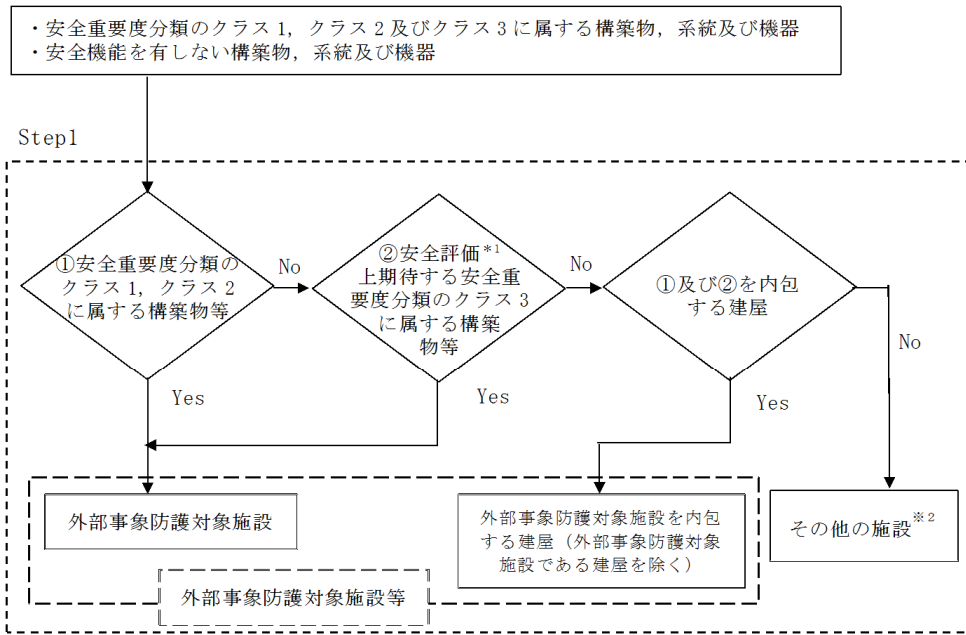 ・安全重要度分類のクラス1，クラス2及びクラス3に属する構築物，系統及び機器
・安全機能を有しない構築物，系統及び機器
Step1
①安全重要度分類の
クラス1，クラス2
に属する構築物等
No
②安全評価*1
上期待する安全重
要度分類のクラス3
に属する構築
物等
No
①及び②を内包
する建屋
No
Yes
Yes
Yes
外部事象防護対象施設
外部事象防護対象施設を内包
する建屋（外部事象防護対象
施設である建屋を除く）
その他の施設※2
外部事象防護対象施設等